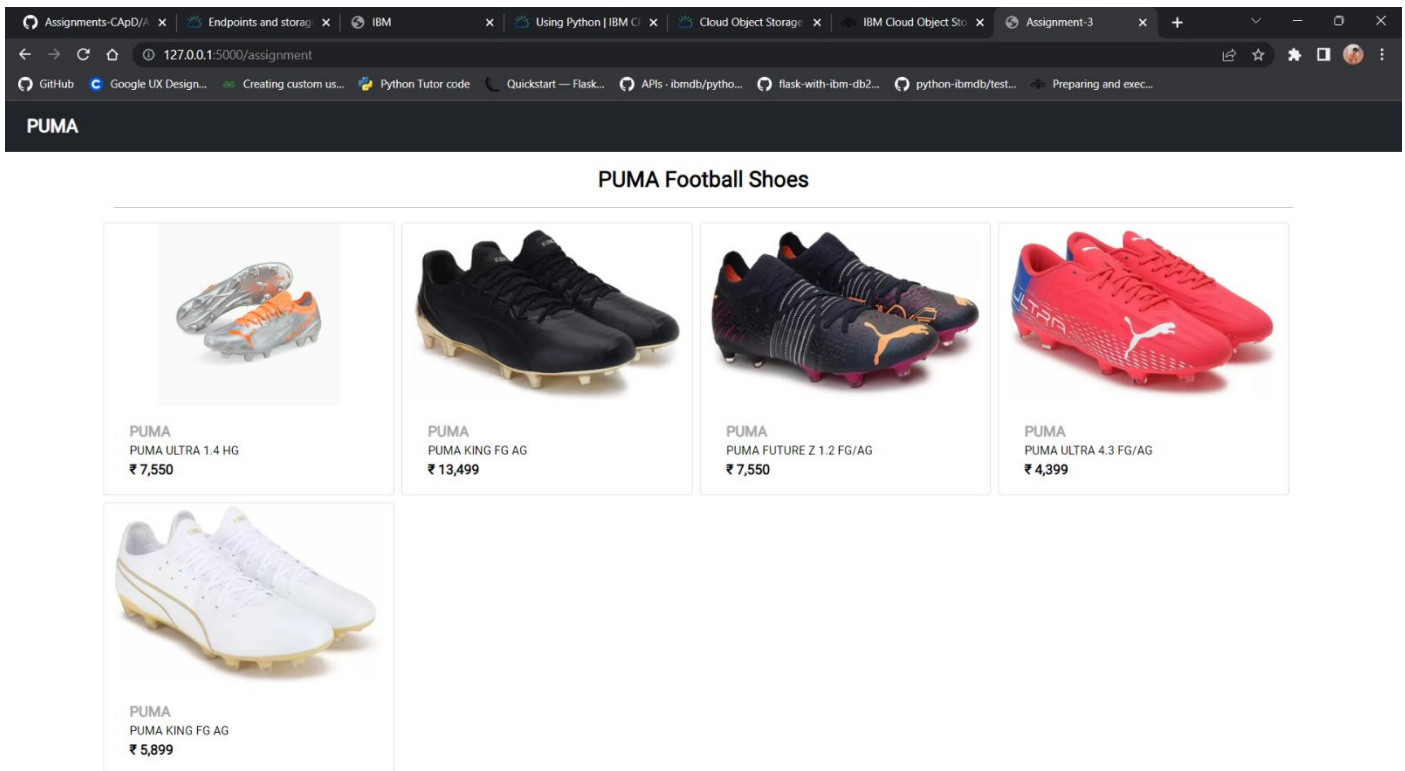 Assignments-CApD/A
Endpoints and storag
IBM
Using Python | IBM Cl
Cloud Object Storage
IBM Cloud Object Sto
Assignment-3
127.0.0.1:5000/assignment
GitHub
Google UX Design...
Creating custom us...
Python Tutor code
Quickstart — Flask...
APIs · ibmdb/pytho...
flask-with-ibm-db2...
python-ibmdb/test...
Preparing and exec...
PUMA
PUMA Football Shoes
PUMA
PUMA ULTRA 1.4 HG
₹ 7,550
PUMA
PUMA KING FG AG
₹ 13,499
PUMA
PUMA FUTURE Z 1.2 FG/AG
₹ 7,550
ULTRA
PUMA
PUMA ULTRA 4.3 FG/AG
₹ 4,399
PUMA
PUMA KING FG AG
₹ 5,899